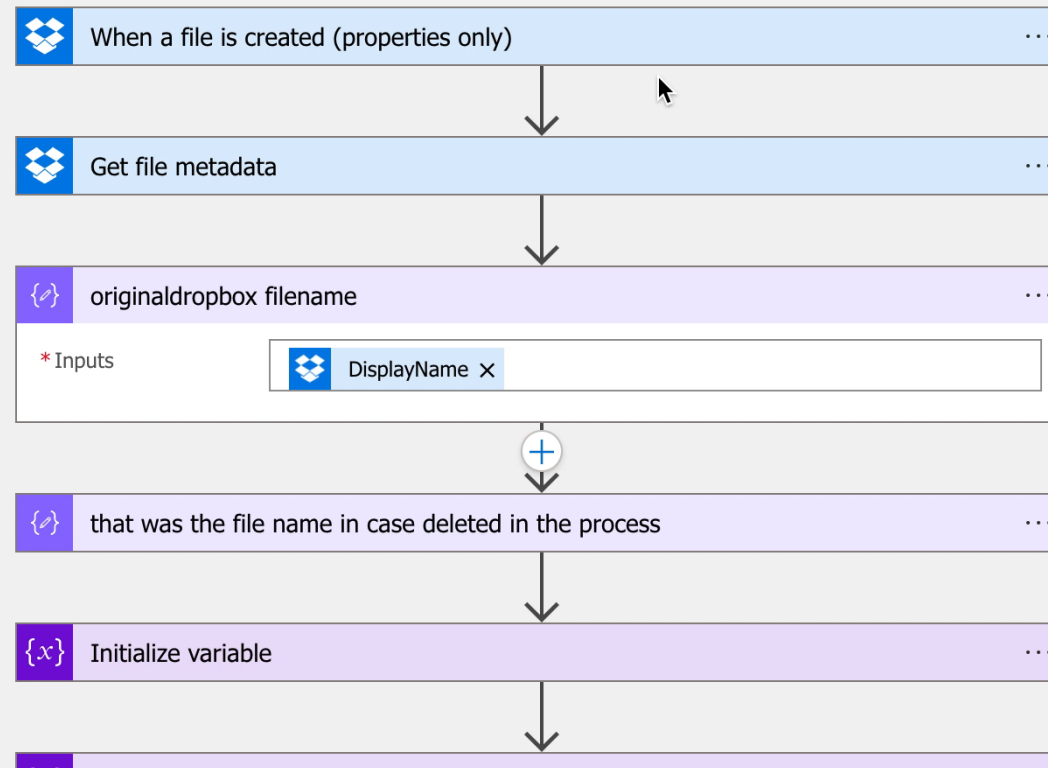 When a file is created (properties only)
Get file metadata
originaldropbox filename
* Inputs
DisplayName
that was the file name in case deleted in the process
{x} Initialize variable